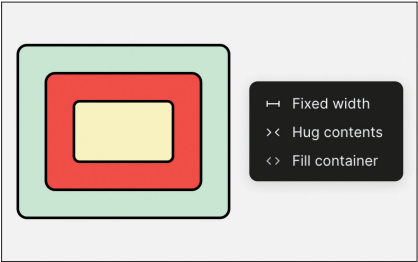 Fixed width
Hug contents
Fill container